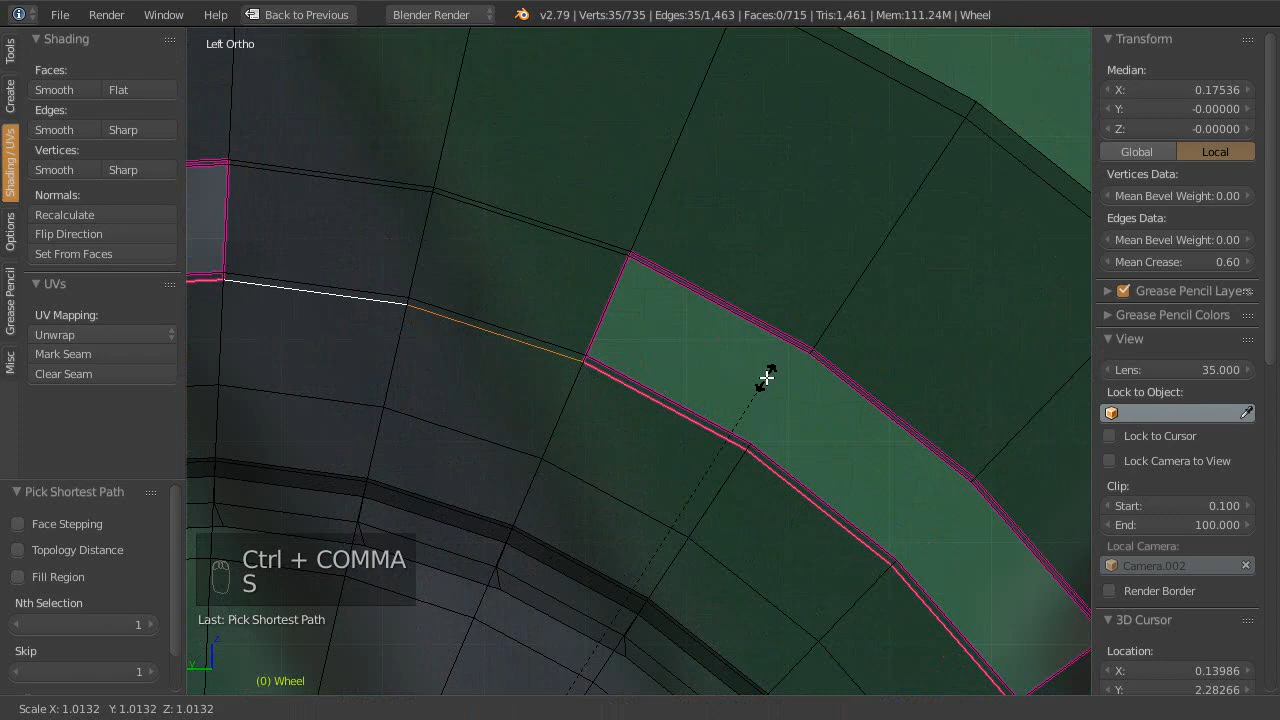 File Render Window Help Back to Previous Blender Render v2.79 | Verts:35/735 | Edges:35/1,463 | Faces:0/715 | Tris:1,461 | Mem:111.24M | Wheel
Tools
Create
Shading / UVs
Options
Grease Pencil
Misc
Shading
Faces:
Smooth Flat
Edges:
Smooth Sharp
Vertices:
Smooth Sharp
Normals:
Recalculate
Flip Direction
Set From Faces
UVs
UV Mapping:
Unwrap
Mark Seam
Clear Seam
Pick Shortest Path
Face Stepping
Topology Distance
Fill Region
Nth Selection
1
Skip
1
Left Ortho
Ctrl + COMMA
S
Last: Pick Shortest Path
z
y
(0) Wheel
Transform
Median:
X: 0.17536
Y: -0.00000
Z: -0.00000
Global Local
Vertices Data:
Mean Bevel Weight: 0.00
Edges Data:
Mean Bevel Weight: 0.00
Mean Crease: 0.60
Grease Pencil Layers
Grease Pencil Colors
View
Lens: 35.000
Lock to Object:
Lock to Cursor
Lock Camera to View
Clip:
Start: 0.100
End: 100.000
Local Camera:
Camera.002
Render Border
3D Cursor
Location:
X: 0.13986
Y: 2.28266
Scale X: 1.0132 Y: 1.0132 Z: 1.0132